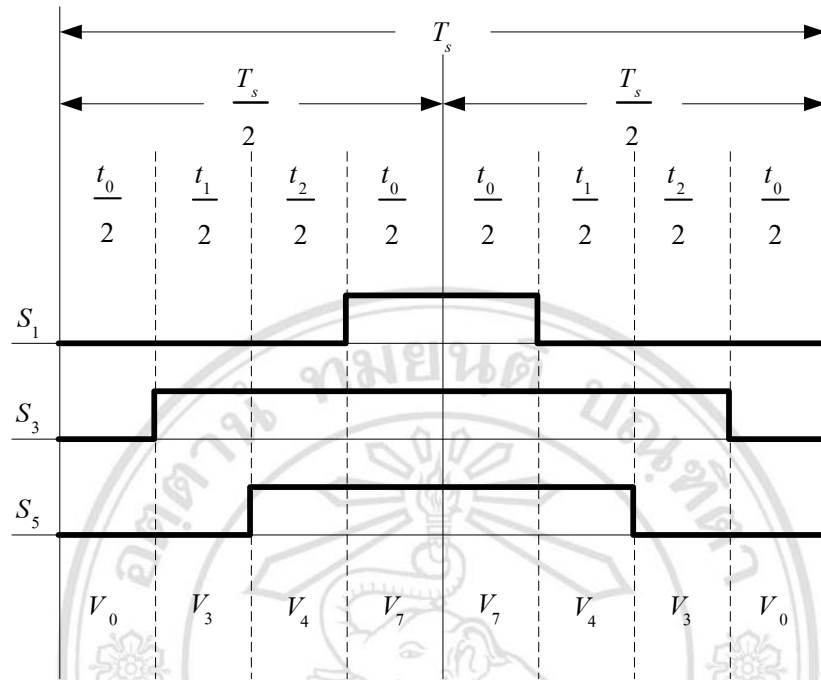 T_s
T_s/2 T_s/2
t_0/2 t_1/2 t_2/2 t_0/2 t_0/2 t_1/2 t_2/2 t_0/2
S_1
S_3
S_5
V_0 V_3 V_4 V_7 V_7 V_4 V_3 V_0